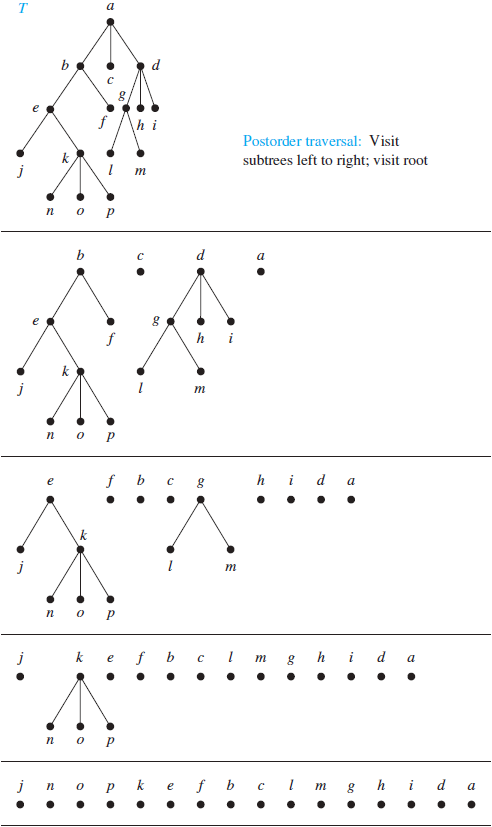 T
a
b
d
c
e
g
f
h i
j
k
l
m
n o p
Postorder traversal: Visit
subtrees left to right; visit root
b c d a
e
g
f
h i
j
k
l m
n o p
e f b c g h i d a
k
j
l m
n o p
j k e f b c l m g h i d a
n o p
j n o p k e f b c l m g h i d a